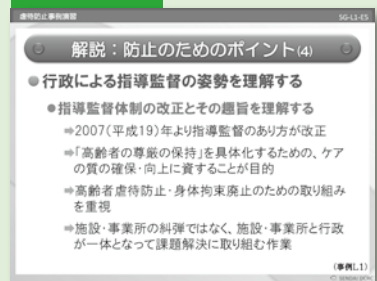 虐待防止事例演習 SG-L1-ES
解説：防止のためのポイント(4)
●行政による指導監督の姿勢を理解する
●指導監督体制の改正とその趣旨を理解する
⇒2007(平成19)年より指導監督のあり方が改正
⇒「高齢者の尊厳の保持」を具体化するための、ケア
の質の確保・向上に資することが目的
⇒高齢者虐待防止・身体拘束廃止のための取り組み
を重視
⇒施設・事業所の糾弾ではなく、施設・事業所と行政
が一体となって課題解決に取り組む作業
(事例L1)